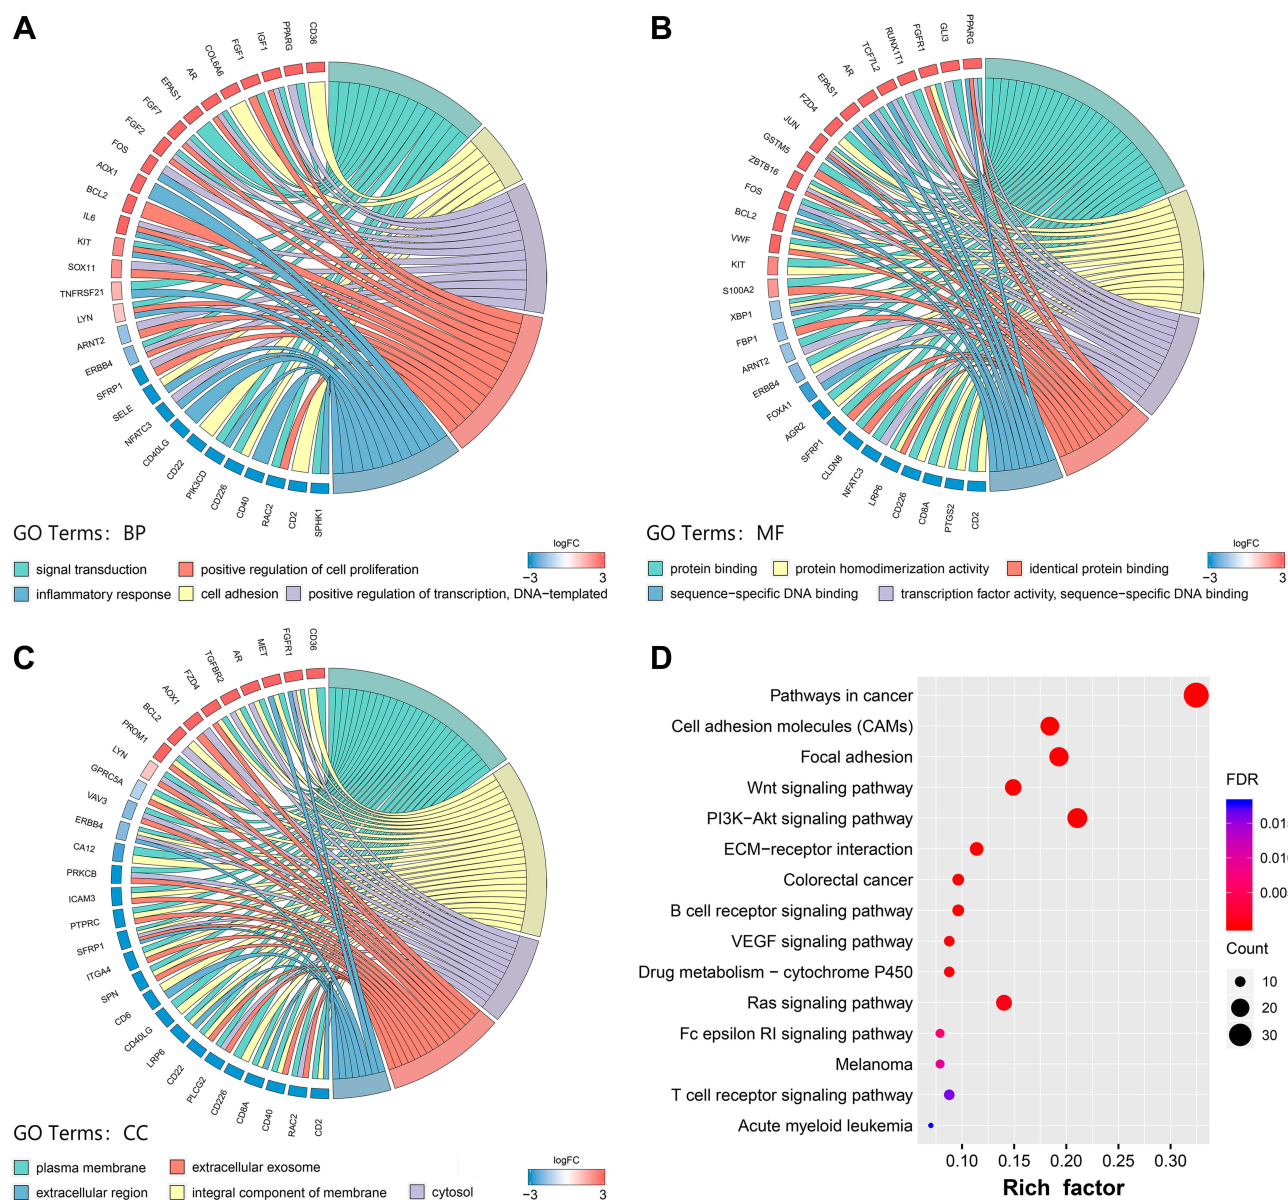 A
CD36
PPARG
IGF1
FGF1
COL6A6
AR
EPAS1
FGF7
FGF2
FOS
AOX1
BCL2
IL6
KIT
SOX11
TNFRSF21
LYN
ARNT2
ERBB4
SFRP1
SELE
NFATC3
CD40LG
CD22
PIK3CD
CD226
CD40
RAC2
CD2
SPHK1
GO Terms: BP
logFC
−3 3
signal transduction
positive regulation of cell proliferation
inflammatory response
cell adhesion
positive regulation of transcription, DNA−templated
B
PPARG
GLI3
FGFR1
RUNX1T1
TCF7L2
AR
EPAS1
FZD4
JUN
GSTM5
ZBTB16
FOS
BCL2
VWF
KIT
S100A2
XBP1
FBP1
ARNT2
ERBB4
FOXA1
AGR2
SFRP1
CLDN8
NFATC3
LRP6
CD226
CD8A
PTGS2
CD2
GO Terms: MF
logFC
−3 3
protein binding
protein homodimerization activity
identical protein binding
sequence−specific DNA binding
transcription factor activity, sequence−specific DNA binding
C
CD36
FGFR1
MET
AR
TGFBR2
FZD4
AOX1
BCL2
PROM1
LYN
GPRC5A
VAV3
ERBB4
CA12
PRKCB
ICAM3
PTPRC
SFRP1
ITGA4
SPN
CD6
CD40LG
LRP6
CD22
PLCG2
CD226
CD8A
CD40
RAC2
CD2
GO Terms: CC
logFC
−3 3
plasma membrane
extracellular exosome
extracellular region
integral component of membrane
cytosol
D
Pathways in cancer
Cell adhesion molecules (CAMs)
Focal adhesion
Wnt signaling pathway
PI3K−Akt signaling pathway
ECM−receptor interaction
Colorectal cancer
B cell receptor signaling pathway
VEGF signaling pathway
Drug metabolism − cytochrome P450
Ras signaling pathway
Fc epsilon RI signaling pathway
Melanoma
T cell receptor signaling pathway
Acute myeloid leukemia
0.10 0.15 0.20 0.25 0.30
Rich factor
FDR
0.01
0.01
0.00
Count
10
20
30